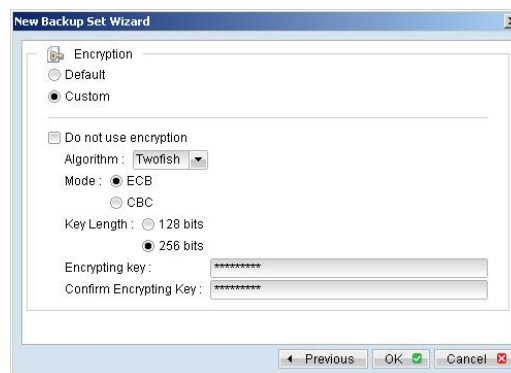 New Backup Set Wizard
Encryption
Default
Custom
Do not use encryption
Algorithm : Twofish
Mode : ECB
CBC
Key Length : 128 bits
256 bits
Encrypting key : *********
Confirm Encrypting Key : *********
Previous OK Cancel